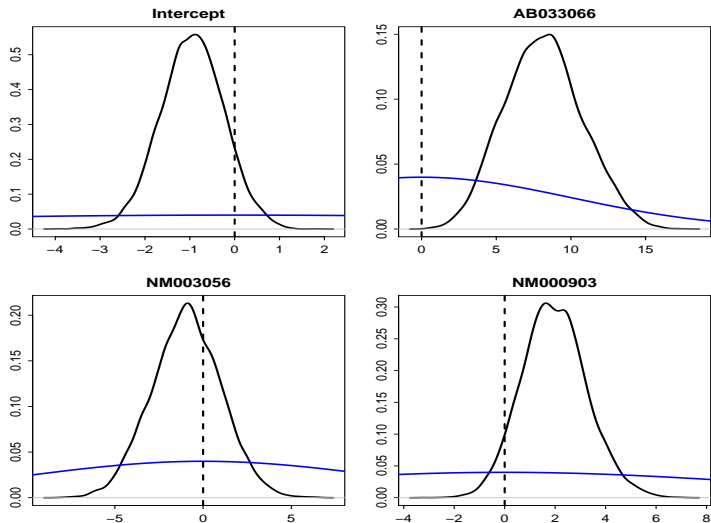 Intercept
0.0 0.1 0.2 0.3 0.4 0.5
−4 −3 −2 −1 0 1 2
AB033066
0.00 0.05 0.10 0.15
0 5 10 15
NM003056
0.00 0.05 0.10 0.15 0.20
−5 0 5
NM000903
0.00 0.05 0.10 0.15 0.20 0.25 0.30
−4 −2 0 2 4 6 8